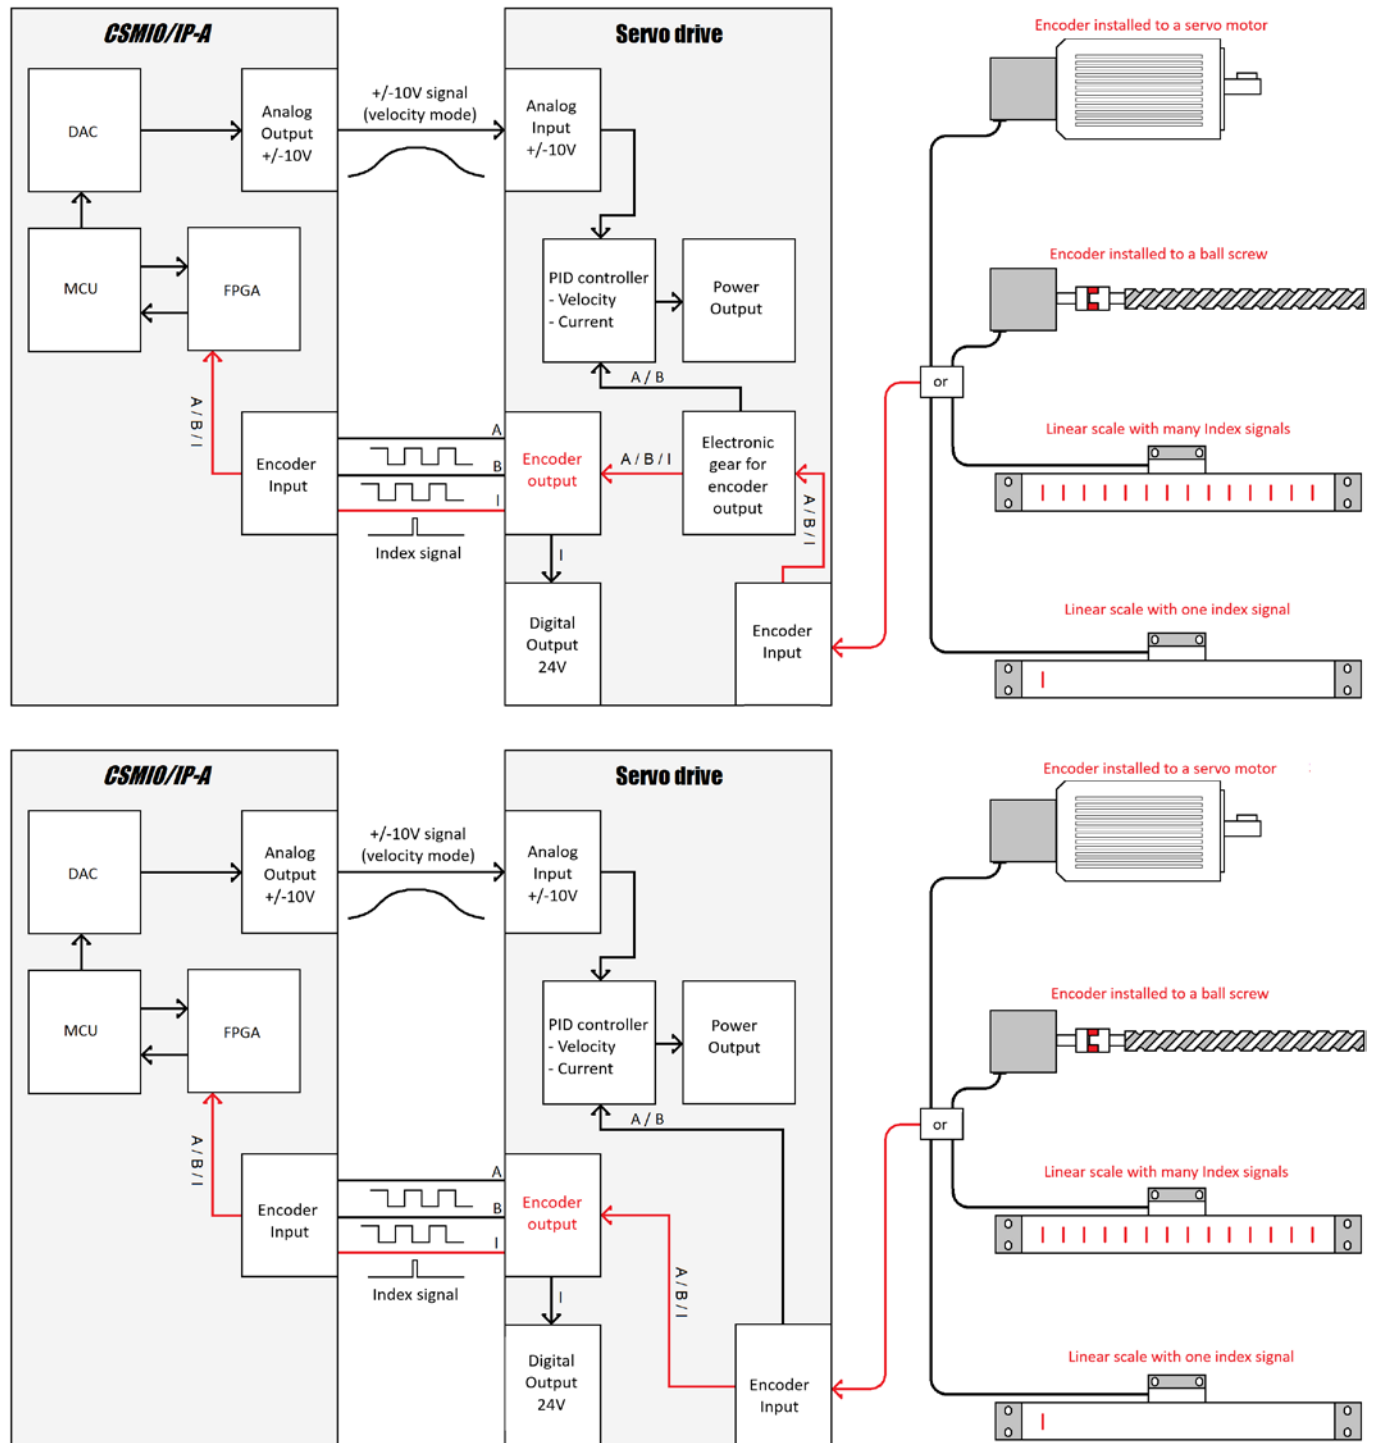 CSMIO/IP-A
Servo drive
Encoder installed to a servo motor
DAC
Analog
Output
+/-10V
+/-10V signal
(velocity mode)
Analog
Input
+/-10V
MCU
FPGA
PID controller
- Velocity
- Current
Power
Output
Encoder installed to a ball screw
A / B
or
A / B / I
Encoder
Input
A
B
I
Index signal
Encoder
output
A / B / I
Electronic
gear for
encoder
output
A / B / I
Linear scale with many Index signals
I
Digital
Output
24V
Encoder
Input
Linear scale with one index signal
CSMIO/IP-A
Servo drive
Encoder installed to a servo motor
DAC
Analog
Output
+/-10V
+/-10V signal
(velocity mode)
Analog
Input
+/-10V
MCU
FPGA
PID controller
- Velocity
- Current
Power
Output
Encoder installed to a ball screw
A / B
or
A / B / I
Encoder
Input
A
B
I
Index signal
Encoder
output
A / B / I
Linear scale with many Index signals
I
Digital
Output
24V
Encoder
Input
Linear scale with one index signal